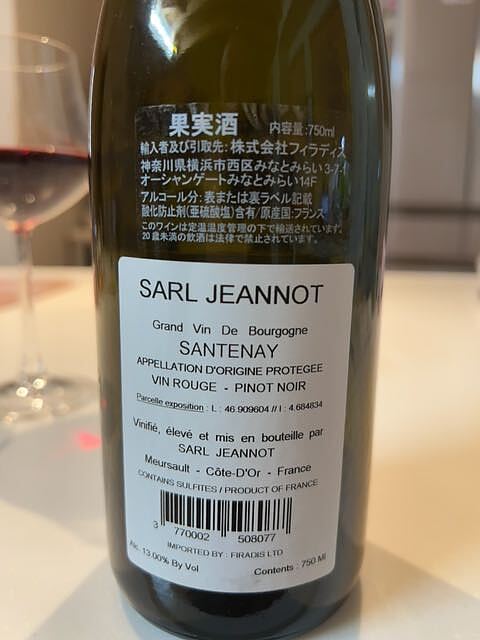 果実酒 内容量:750ml
輸入者及び引取先:株式会社フィラディス
神奈川県横浜市西区みなとみらい3-7-1
オーシャンゲートみなとみらい14F
アルコール分:表または裏ラベル記載
酸化防止剤(亜硫酸塩)含有/原産国:フランス
このワインは定温温度管理の下で輸送されています。
20歳未満の飲酒は法律で禁止されています。
SARL JEANNOT
Grand Vin De Bourgogne
SANTENAY
APPELLATION D'ORIGINE PROTEGEE
VIN ROUGE - PINOT NOIR
Parcelle exposition : L : 46.909604 // l : 4.684834
Vinifié, élevé et mis en bouteille par
SARL JEANNOT
Meursault - Côte-D'Or - France
CONTAINS SULFITES / PRODUCT OF FRANCE
3 770002 508077
IMPORTED BY : FIRADIS LTD
Alc. 13.00% By Vol Contents : 750 Ml